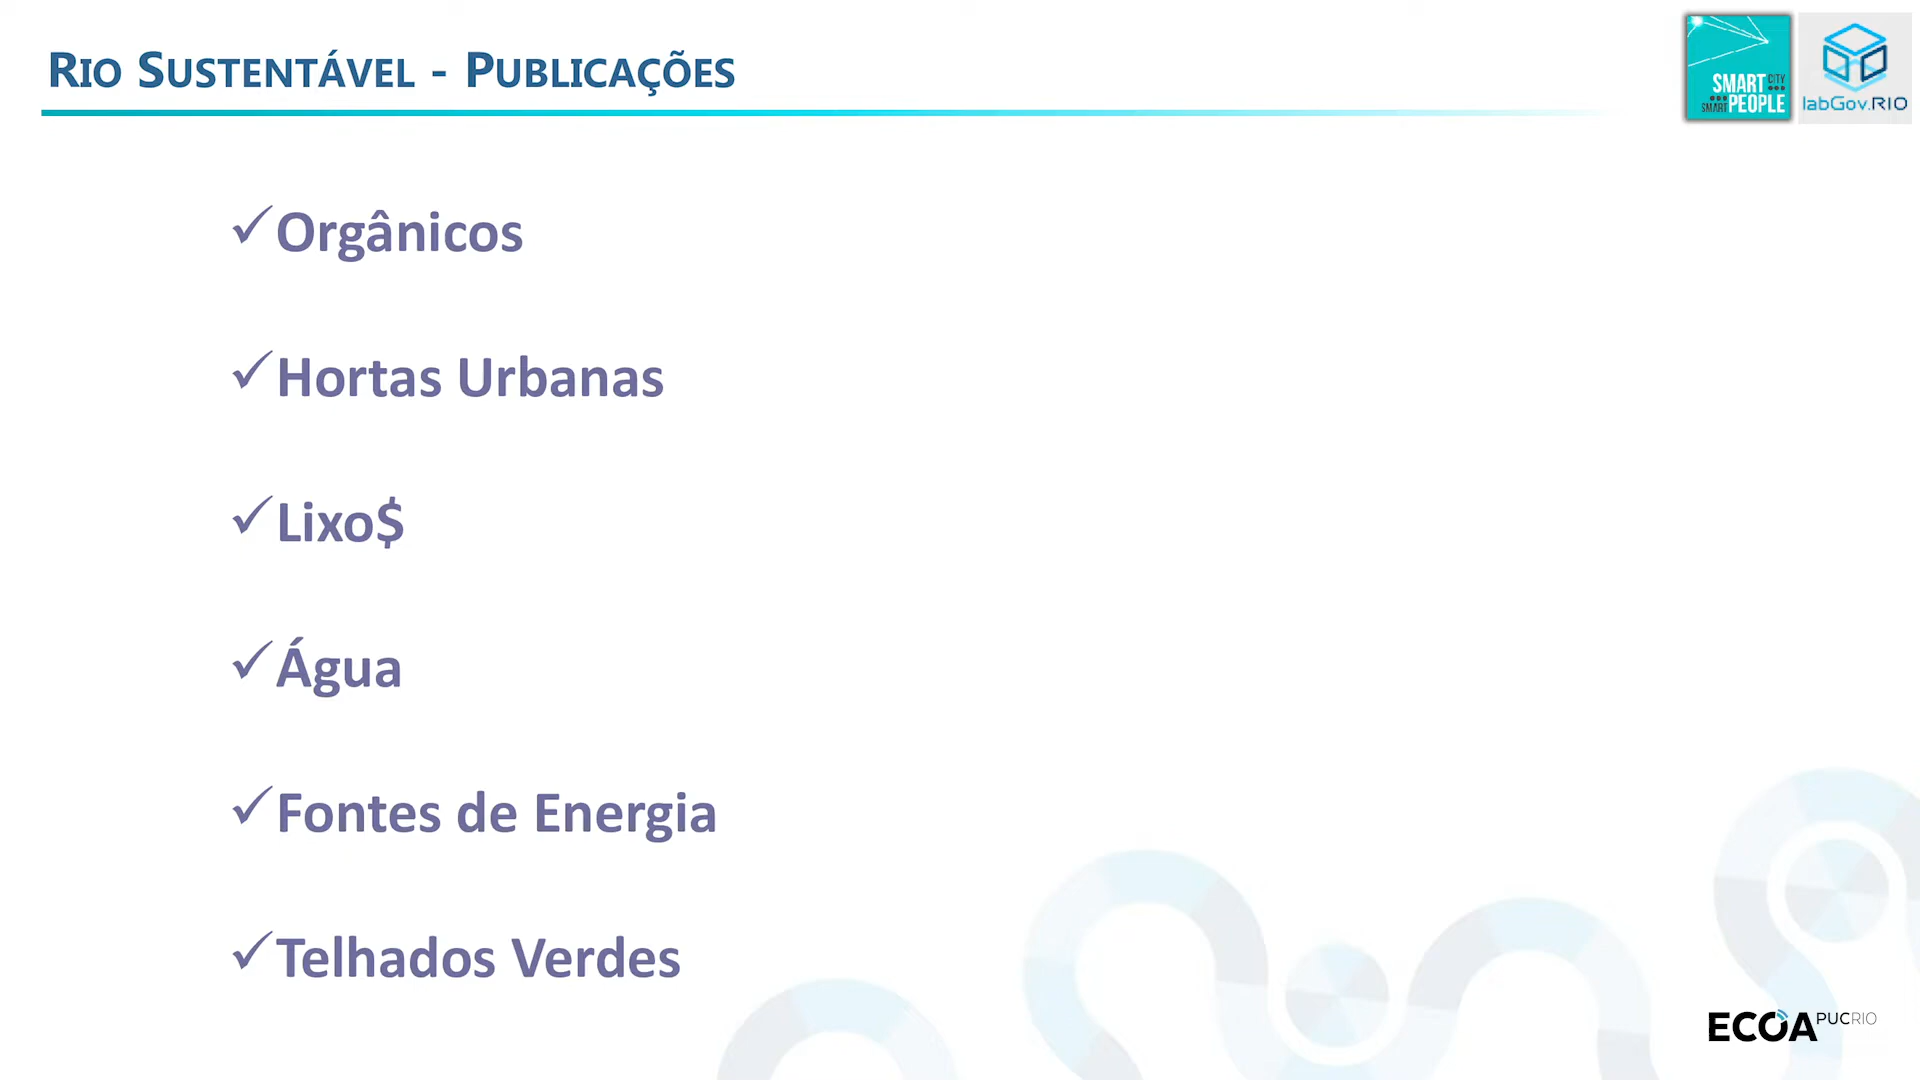 Rio Sustentável - Publicações
SMART CITY
SMART PEOPLE
labGov.RIO
✓Orgânicos
✓Hortas Urbanas
✓Lixo$
✓Água
✓Fontes de Energia
✓Telhados Verdes
ECOA PUCRIO